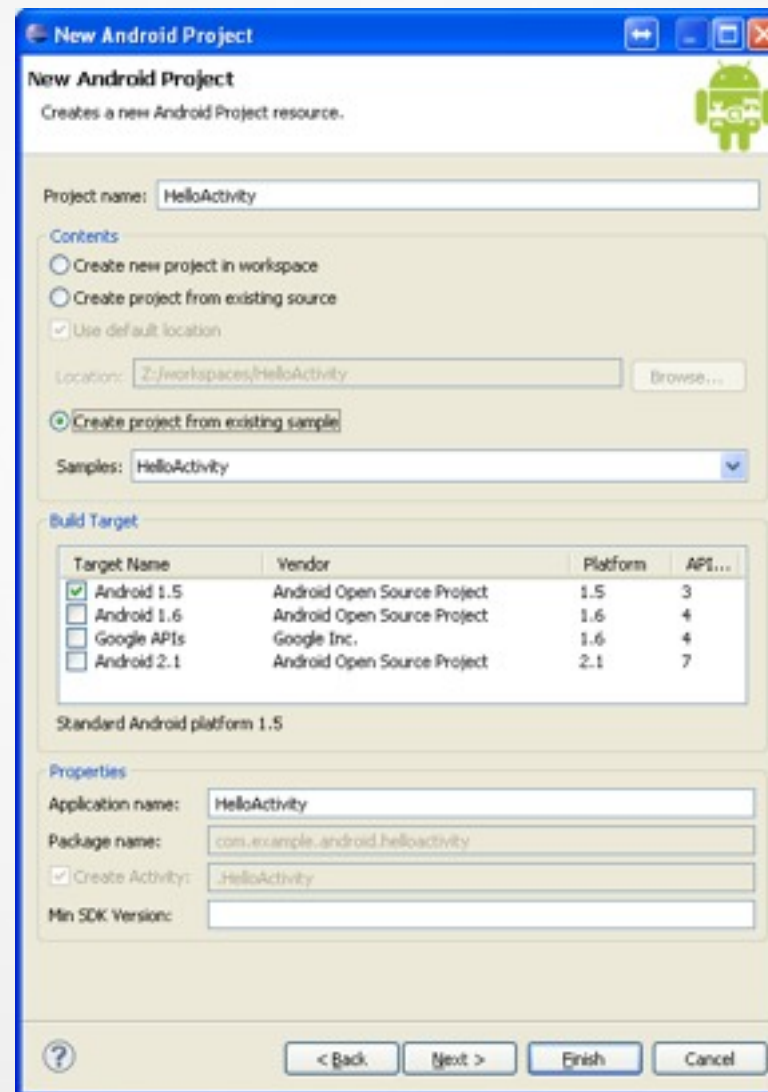 New Android Project
New Android Project
Creates a new Android Project resource.
Project name: HelloActivity
Contents
Create new project in workspace
Create project from existing source
Use default location
Location: Z:/workspaces/HelloActivity Browse...
Create project from existing sample
Samples: HelloActivity
Build Target
Target Name Vendor Platform API...
Android 1.5 Android Open Source Project 1.5 3
Android 1.6 Android Open Source Project 1.6 4
Google APIs Google Inc. 1.6 4
Android 2.1 Android Open Source Project 2.1 7
Standard Android platform 1.5
Properties
Application name: HelloActivity
Package name: com.example.android.helloactivity
Create Activity: .HelloActivity
Min SDK Version:
? < Back Next > Finish Cancel